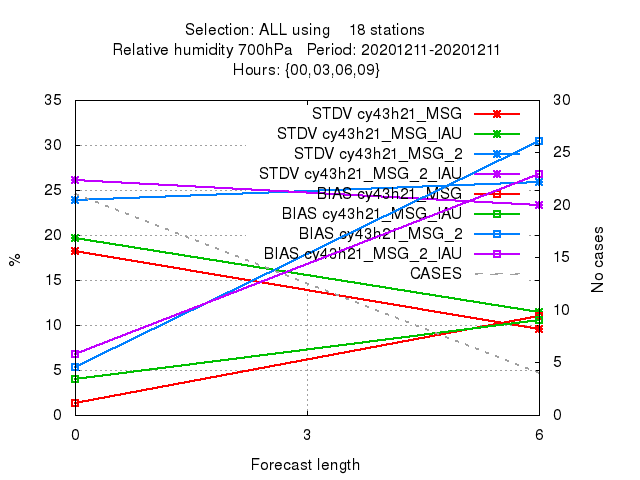 Selection: ALL using 18 stations
Relative humidity 700hPa Period: 20201211-20201211
Hours: {00,03,06,09}
35 30
STDV cy43h21_MSG
STDV cy43h21_MSG_IAU
30 25
STDV cy43h21_MSG_2
STDV cy43h21_MSG_2_IAU
25 20
BIAS cy43h21_MSG
BIAS cy43h21_MSG_IAU
20
BIAS cy43h21_MSG_2
BIAS cy43h21_MSG_2_IAU
15 15
CASES
% No cases
10 10
5 5
0 0
0 3 6
Forecast length